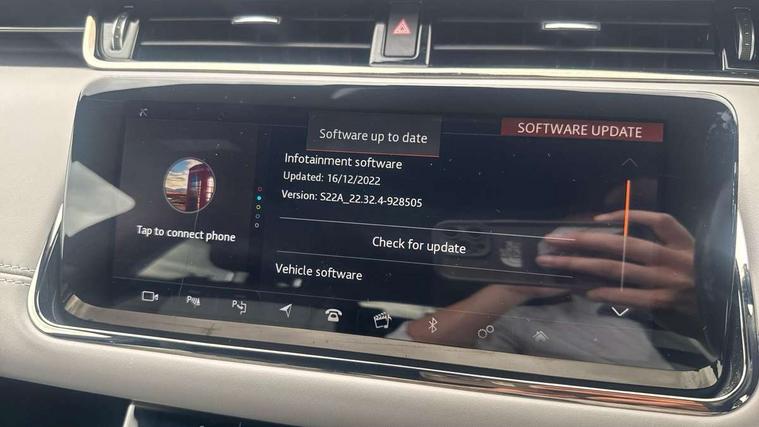 Software up to date
SOFTWARE UPDATE
Infotainment software
Updated: 16/12/2022
Version: S22A_22.32.4-928505
Tap to connect phone
Check for update
Vehicle software